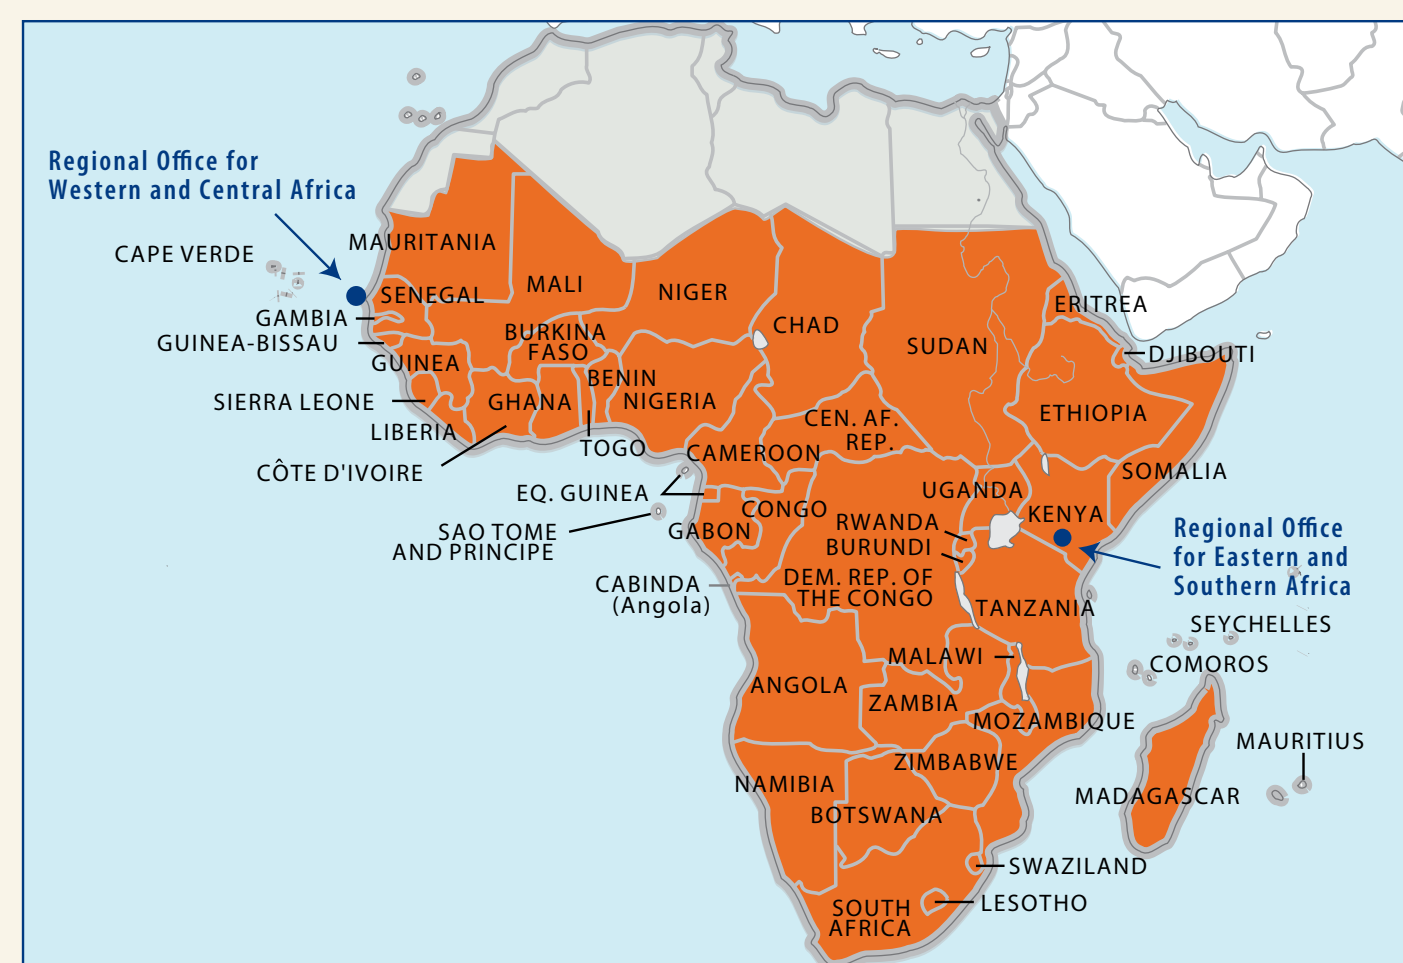 Regional Office for
Western and Central Africa
CAPE VERDE
MAURITANIA
SENEGAL
MALI
NIGER
CHAD
SUDAN
ERITREA
DJIBOUTI
GAMBIA
GUINEA-BISSAU
GUINEA
BURKINA
FASO
BENIN
NIGERIA
ETHIOPIA
SIERRA LEONE
GHANA
LIBERIA
TOGO
CÔTE D'IVOIRE
CAMEROON
CEN. AF.
REP.
SOMALIA
EQ. GUINEA
CONGO
UGANDA
KENYA
SAO TOME
AND PRINCIPE
GABON
RWANDA
BURUNDI
Regional Office
for Eastern and
Southern Africa
CABINDA
(Angola)
DEM. REP. OF
THE CONGO
TANZANIA
SEYCHELLES
MALAWI
COMOROS
ANGOLA
ZAMBIA
MOZAMBIQUE
MAURITIUS
ZIMBABWE
NAMIBIA
MADAGASCAR
BOTSWANA
SWAZILAND
LESOTHO
SOUTH
AFRICA